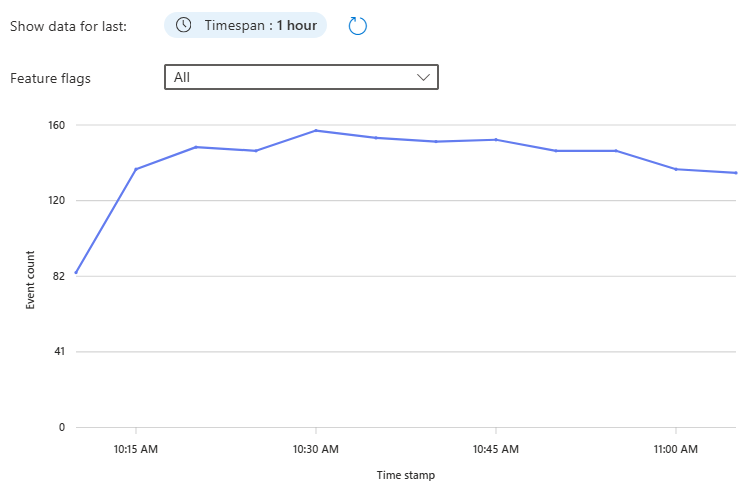 Show data for last:
Timespan : 1 hour
Feature flags
All
160
120
82
41
0
Event count
10:15 AM
10:30 AM
10:45 AM
11:00 AM
Time stamp